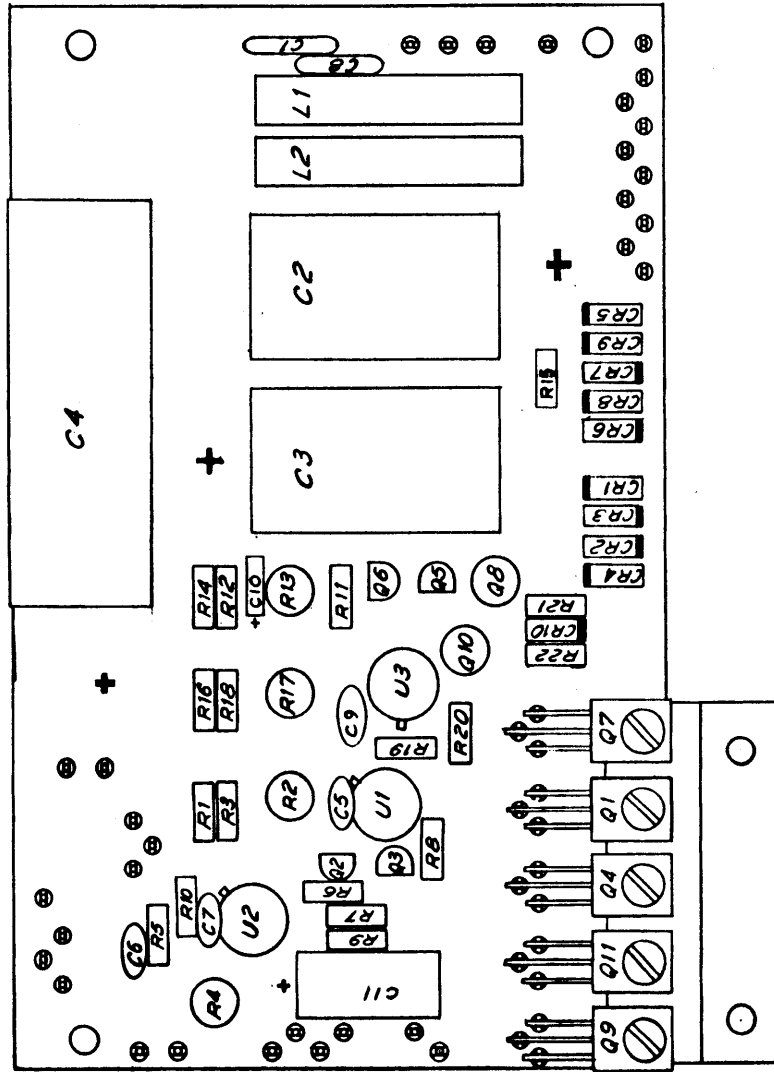 C1
C8
L1
L2
C2
C3
C4
+
+
CR5
CR9
CR7
CR8
CR6
R15
CR1
CR3
CR2
CR4
R14
R12
C10
+
R13
R11
Q6
Q5
Q8
R21
CR10
R22
+
R16
R18
R17
C9
U3
Q10
R19
R20
Q7
R1
R3
R2
C5
U1
Q1
Q2
Q3
R8
R6
Q4
R10
C7
U2
R7
R9
C6
R5
Q11
R4
+
C11
Q9